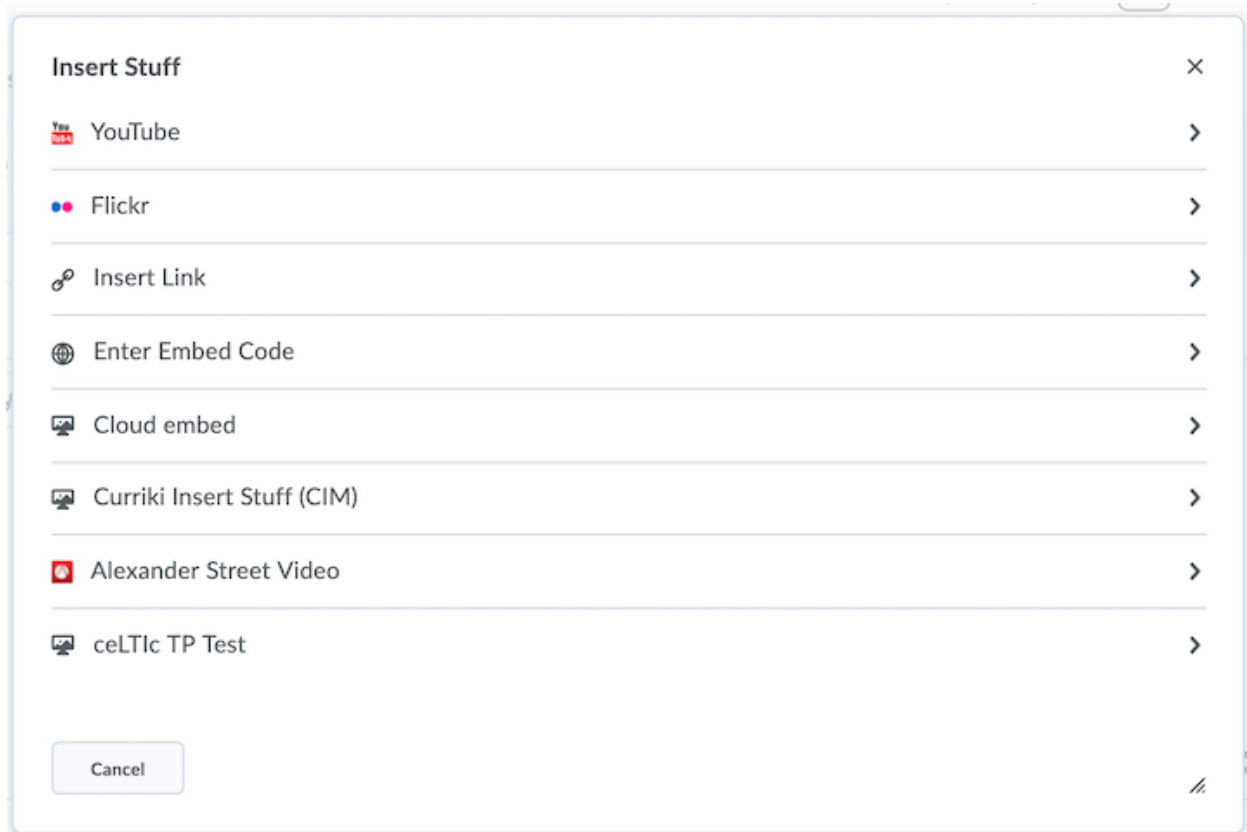 Insert Stuff
YouTube
Flickr
Insert Link
Enter Embed Code
Cloud embed
Curriki Insert Stuff (CIM)
Alexander Street Video
ceLTIc TP Test
Cancel